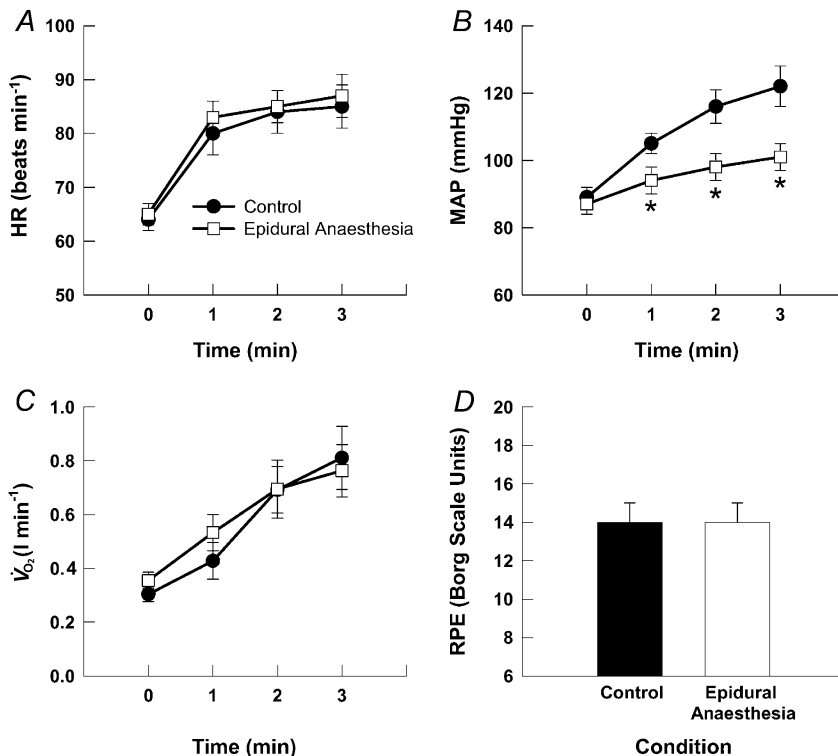 A
HR (beats min⁻¹)
100
90
80
70
60
50
Control
Epidural Anaesthesia
0 1 2 3
Time (min)
B
MAP (mmHg)
140
120
100
80
60
* * *
0 1 2 3
Time (min)
C
V̇O₂ (l min⁻¹)
1.0
0.8
0.6
0.4
0.2
0.0
0 1 2 3
Time (min)
D
RPE (Borg Scale Units)
20
18
16
14
12
10
8
6
Control Epidural
Anaesthesia
Condition